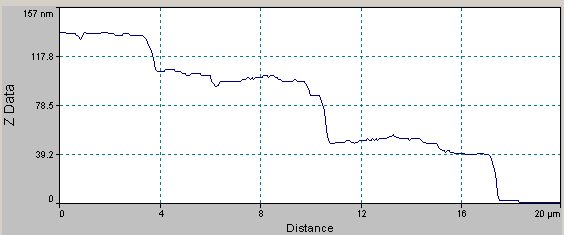 157 nm
117.8
78.5
39.2
0
Z Data
0 4 8 12 16 20 µm
Distance